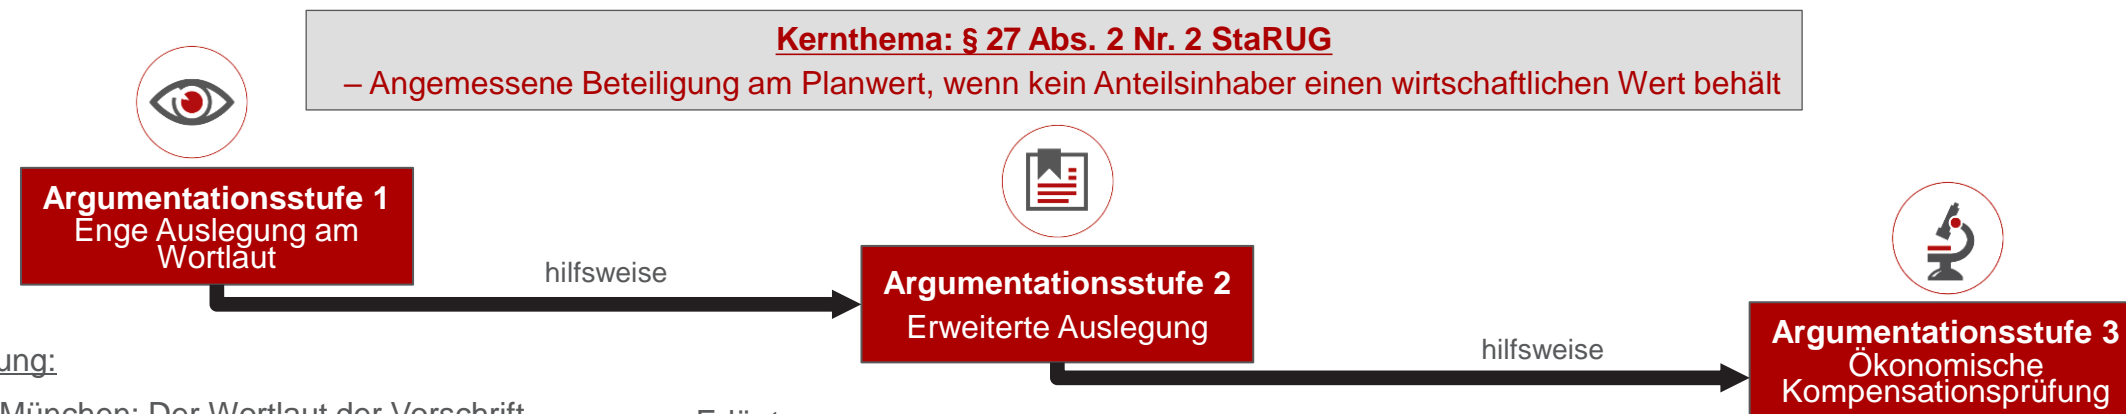 Kernthema: § 27 Abs. 2 Nr. 2 StaRUG
– Angemessene Beteiligung am Planwert, wenn kein Anteilsinhaber einen wirtschaftlichen Wert behält
Argumentationsstufe 1
Enge Auslegung am
Wortlaut
hilfsweise
Argumentationsstufe 2
Erweiterte Auslegung
hilfsweise
Argumentationsstufe 3
Ökonomische
Kompensationsprüfung
ung:
München: Der Wortlaut der Vorschrift